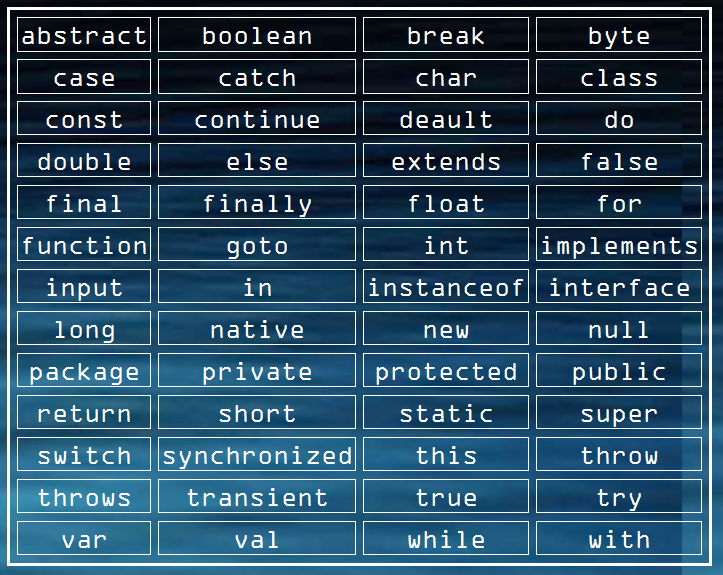 abstract boolean break byte
case catch char class
const continue deault do
double else extends false
final finally float for
function goto int implements
input in instanceof interface
long native new null
package private protected public
return short static super
switch synchronized this throw
throws transient true try
var val while with